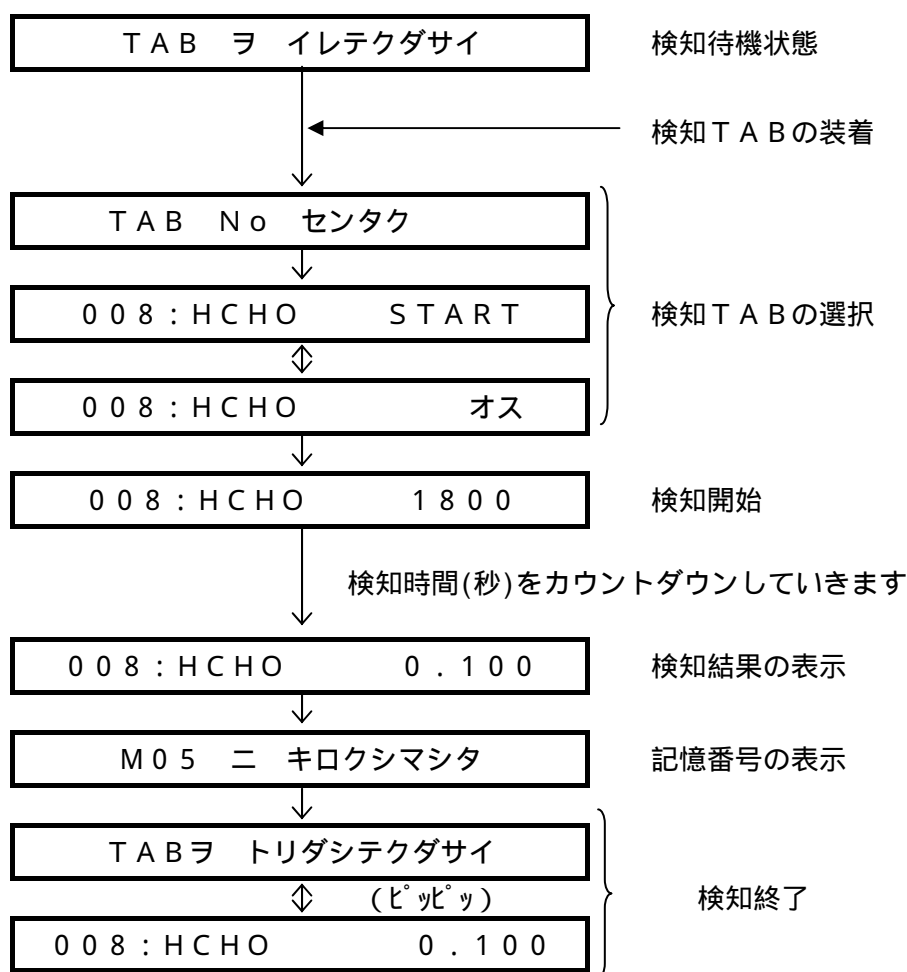 ＴＡＢ　ヲ　イレテクダサイ　検知待機状態
検知ＴＡＢの装着
ＴＡＢ　Ｎｏ　センタク
００８：ＨＣＨＯ　ＳＴＡＲＴ　検知ＴＡＢの選択
００８：ＨＣＨＯ　オス
００８：ＨＣＨＯ　１８００　検知開始
検知時間(秒)をカウントダウンしていきます
００８：ＨＣＨＯ　０．１００　検知結果の表示
Ｍ０５　ニ　キロクシマシタ　記憶番号の表示
ＴＡＢヲ　トリダシテクダサイ
（ﾋﾟｯﾋﾟｯ）　検知終了
００８：ＨＣＨＯ　０．１００